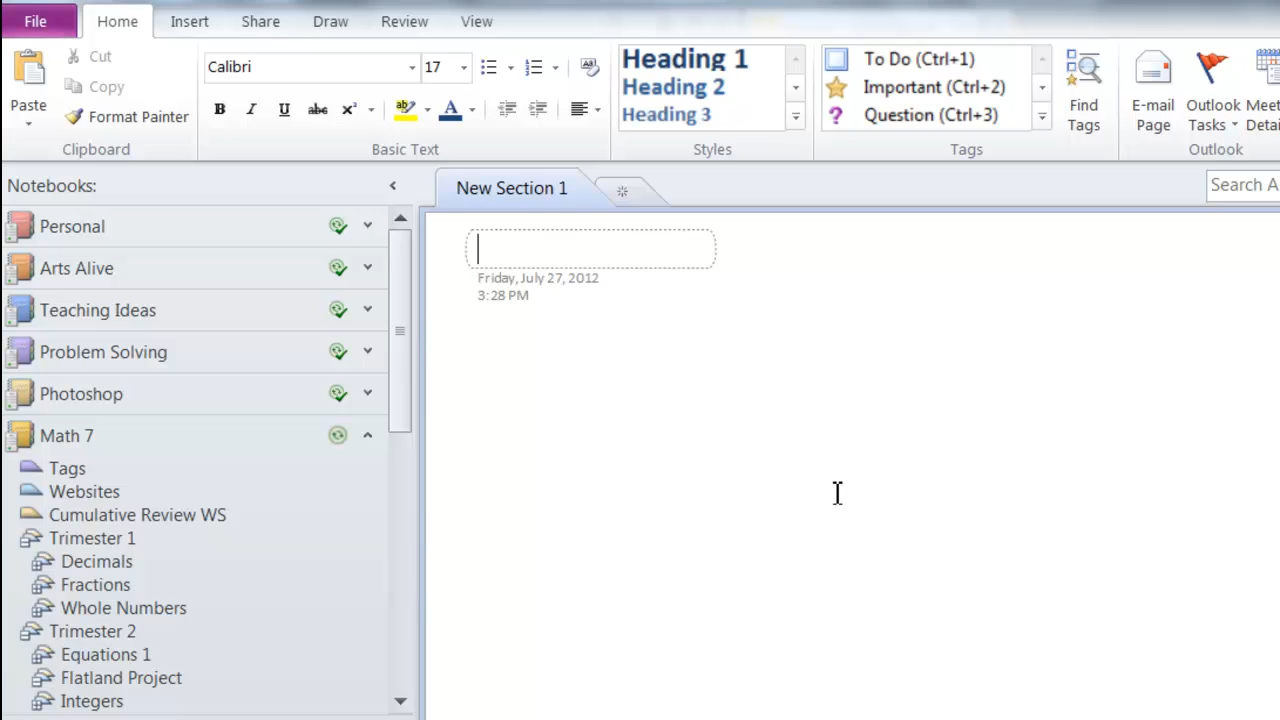 File Home Insert Share Draw Review View
Paste
Cut
Copy
Format Painter
Clipboard
Calibri 17
B I U abc x² A
Basic Text
Heading 1
Heading 2
Heading 3
Styles
To Do (Ctrl+1)
Important (Ctrl+2)
Question (Ctrl+3)
Tags
Find
Tags
E-mail
Page
Outlook
Tasks
Outlook
Notebooks:
New Section 1
Search A
Personal
Arts Alive
Teaching Ideas
Problem Solving
Photoshop
Math 7
Tags
Websites
Cumulative Review WS
Trimester 1
Decimals
Fractions
Whole Numbers
Trimester 2
Equations 1
Flatland Project
Integers
Friday, July 27, 2012
3:28 PM